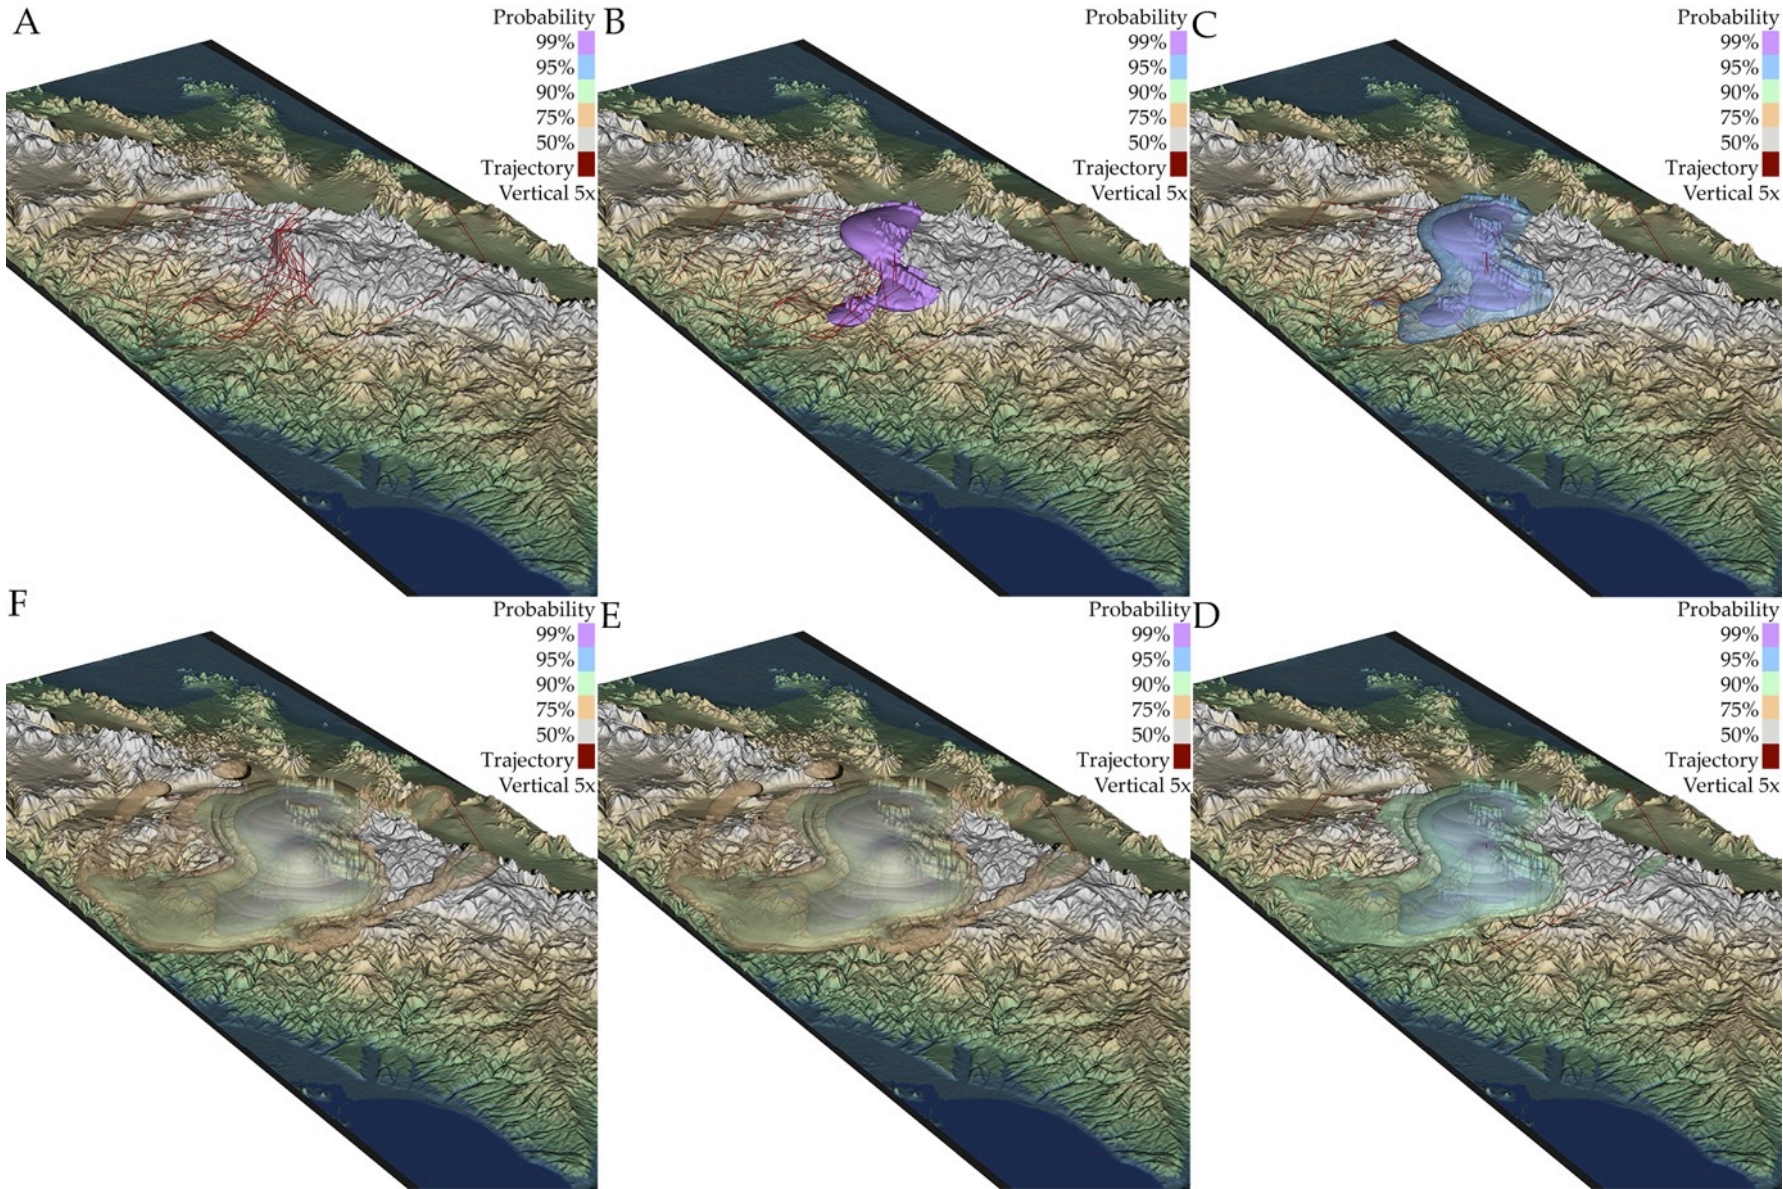 A
Probability
99%
95%
90%
75%
50%
Trajectory
Vertical 5x
B
Probability
99%
95%
90%
75%
50%
Trajectory
Vertical 5x
C
Probability
99%
95%
90%
75%
50%
Trajectory
Vertical 5x
F
Probability
99%
95%
90%
75%
50%
Trajectory
Vertical 5x
E
Probability
99%
95%
90%
75%
50%
Trajectory
Vertical 5x
D
Probability
99%
95%
90%
75%
50%
Trajectory
Vertical 5x